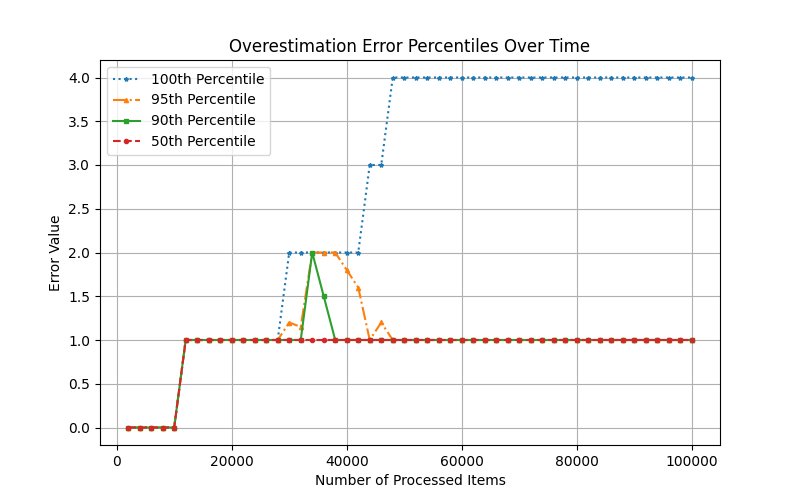 Overestimation Error Percentiles Over Time
100th Percentile
95th Percentile
90th Percentile
50th Percentile
4.0
3.5
3.0
2.5
2.0
1.5
1.0
0.5
0.0
Error Value
0 20000 40000 60000 80000 100000
Number of Processed Items